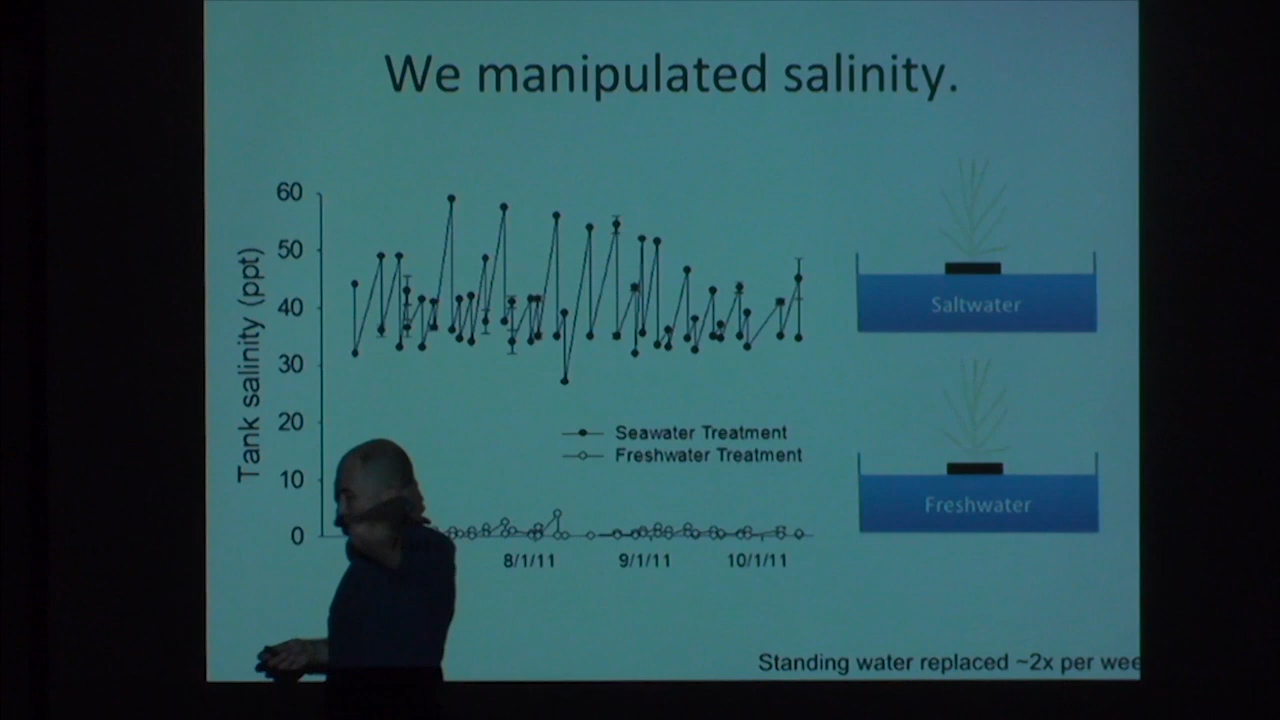 We manipulated salinity.
60
50
40
30
20
10
0
Tank salinity (ppt)
Seawater Treatment
Freshwater Treatment
8/1/11
9/1/11
10/1/11
Saltwater
Freshwater
Standing water replaced ~2x per wee